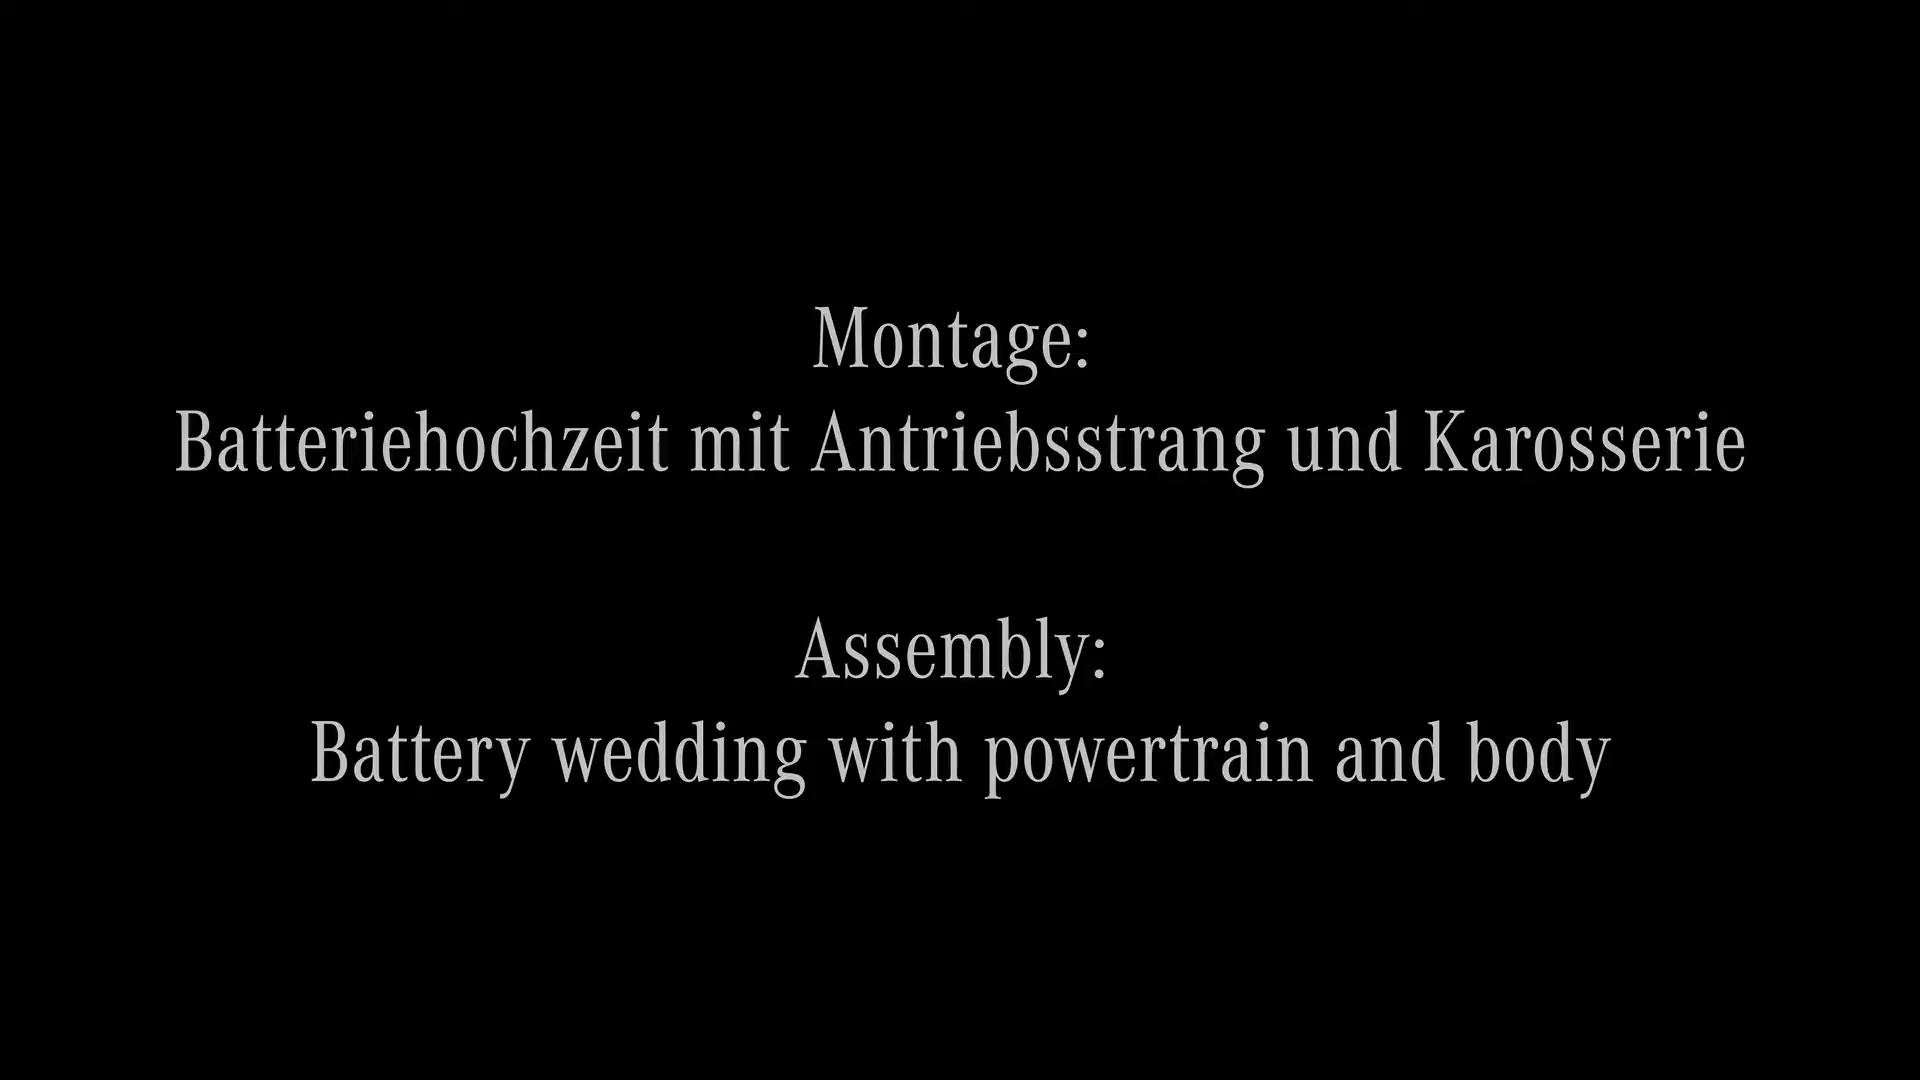 Montage:
Batteriehochzeit mit Antriebsstrang und Karosserie
Assembly:
Battery wedding with powertrain and body